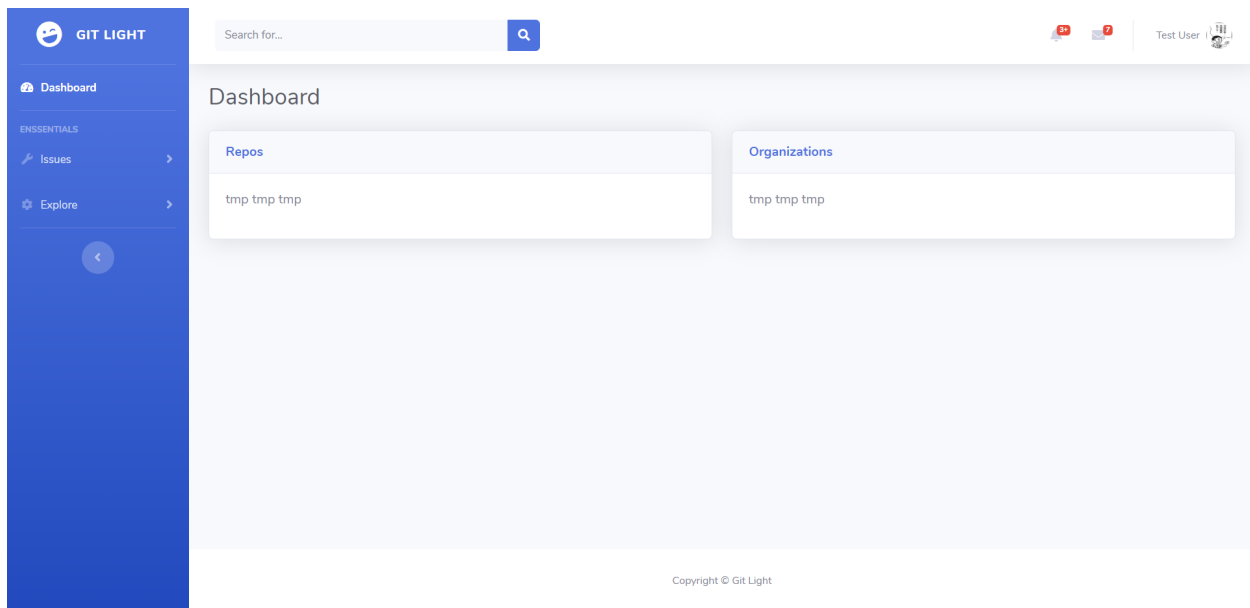 GIT LIGHT
Search for...
3+
7
Test User
Dashboard
Dashboard
ENSSENTIALS
Issues
Explore
Repos
tmp tmp tmp
Organizations
tmp tmp tmp
Copyright © Git Light